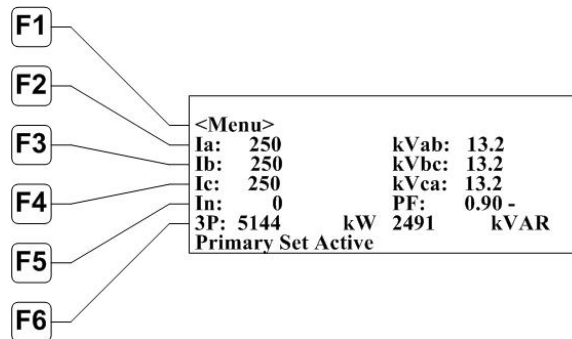 F1
F2
F3
F4
F5
F6
<Menu>
Ia: 250 kVab: 13.2
Ib: 250 kVbc: 13.2
Ic: 250 kVca: 13.2
In: 0 PF: 0.90 -
3P: 5144 kW 2491 kVAR
Primary Set Active